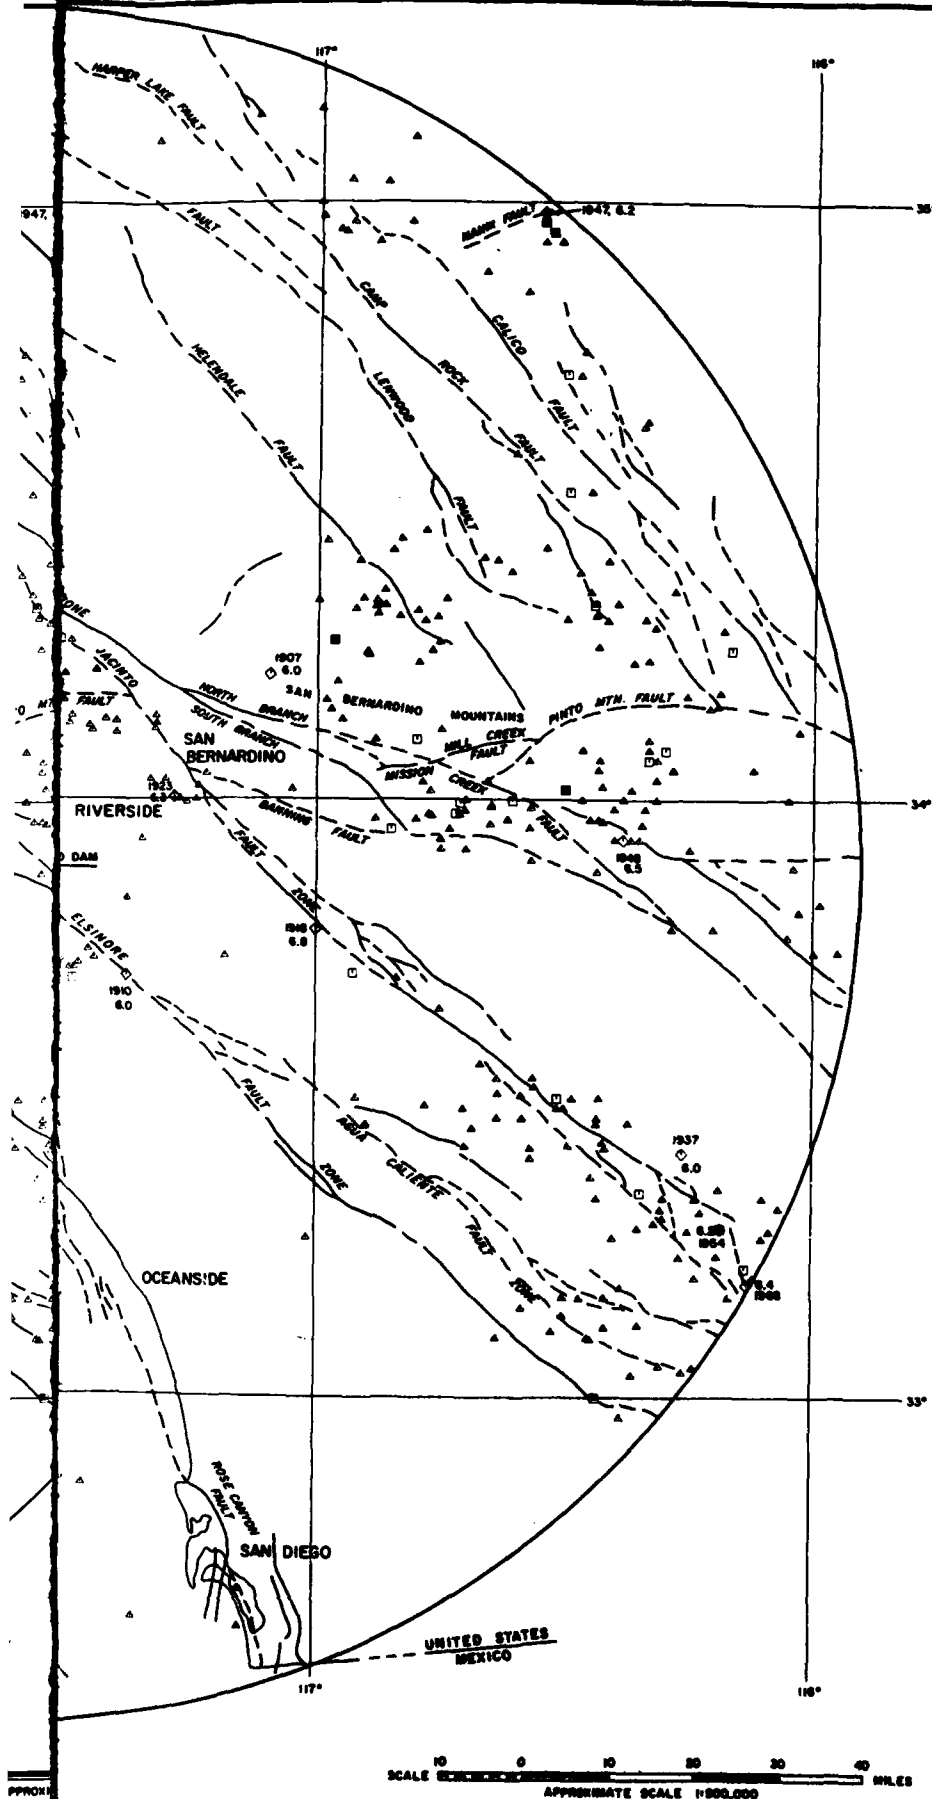 117°
116°
HARPER LAKE FAULT
1947,
35
MANIX FAULT
1947, 6.2
FAULT
CAMP
ROCK
FAULT
CALICO
FAULT
HELENDALE
FAULT
LENWOOD
FAULT
ZONE
JACINTO
FAULT
1907
6.0
NORTH BRANCH
SOUTH BRANCH
SAN BERNARDINO MOUNTAINS
PINTO MTN. FAULT
MILL CREEK
FAULT
MISSION CREEK FAULT
SAN
BERNARDINO
1923
RIVERSIDE
BANNING FAULT
34°
FAULT
ZONE
DAM
1948
6.5
ELSINORE
1918
6.8
1910
6.0
FAULT
ZONE
AGUA
CALIENTE
FAULT
ZONE
1937
6.0
1954
1968
OCEANSIDE
33°
ROSE CANYON
FAULT
SAN DIEGO
UNITED STATES
MEXICO
117°
116°
10 0 10 20 30 40
SCALE MILES
APPROXIMATE SCALE 1:900,000